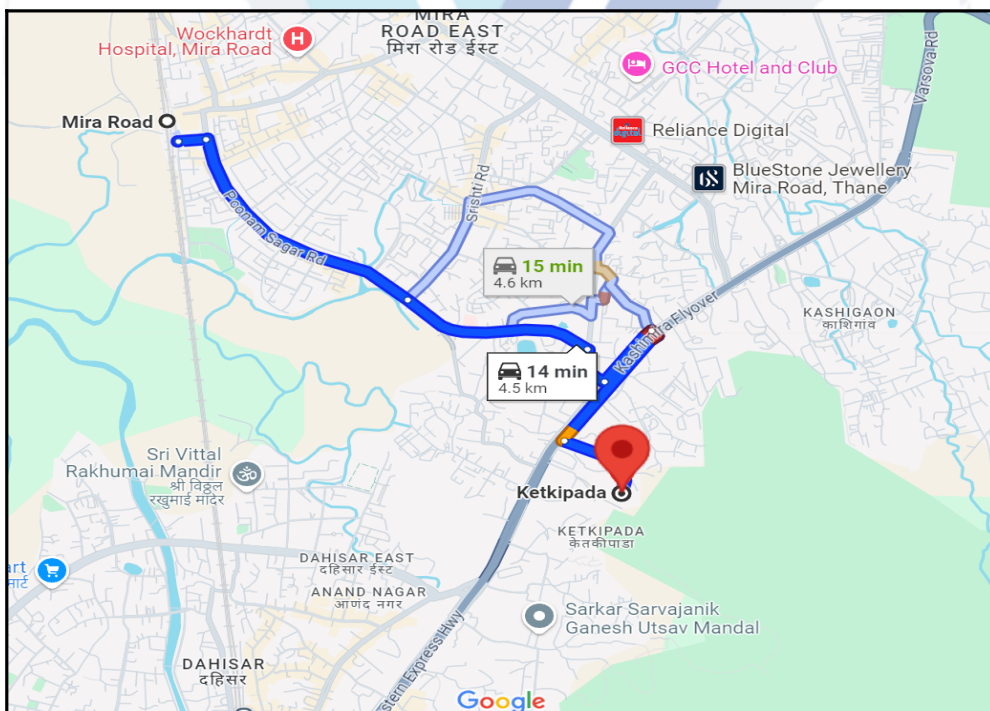 MIRA
ROAD EAST
मिरा रोड ईस्ट
Wockhardt
Hospital, Mira Road
H
GCC Hotel and Club
Varsova Rd
Mira Road
Reliance Digital
BlueStone Jewellery
Mira Road, Thane
Srishti Rd
Poonam Sagar Rd
15 min
4.6 km
Kashimira Flyover
KASHIGAON
काशिगांव
14 min
4.5 km
Sri Vittal
Rakhumai Mandir
श्री विठ्ठल
रखुमाई मंदिर
Ketkipada
KETKIPADA
केतकीपाडा
DAHISAR EAST
दहिसर ईस्ट
ANAND NAGAR
आणंद नगर
art
मार्ट
Sarkar Sarvajanik
Ganesh Utsav Mandal
stern Express Hwy
DAHISAR
दहिसर
Google